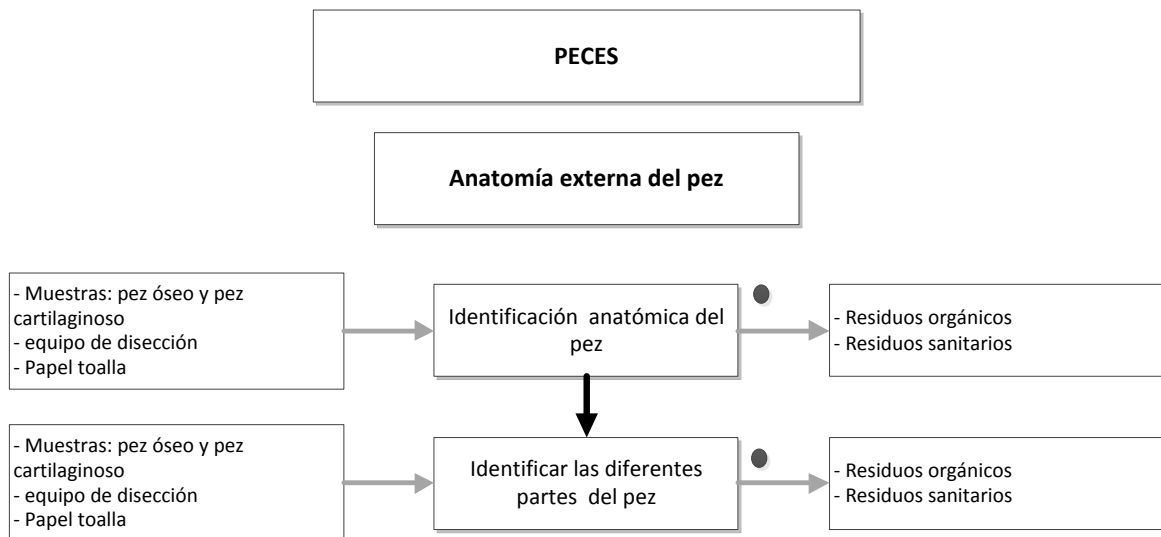 PECES
Anatomía externa del pez
- Muestras: pez óseo y pez
cartilaginoso
- equipo de disección
- Papel toalla
Identificación anatómica del
pez
- Residuos orgánicos
- Residuos sanitarios
- Muestras: pez óseo y pez
cartilaginoso
- equipo de disección
- Papel toalla
Identificar las diferentes
partes del pez
- Residuos orgánicos
- Residuos sanitarios